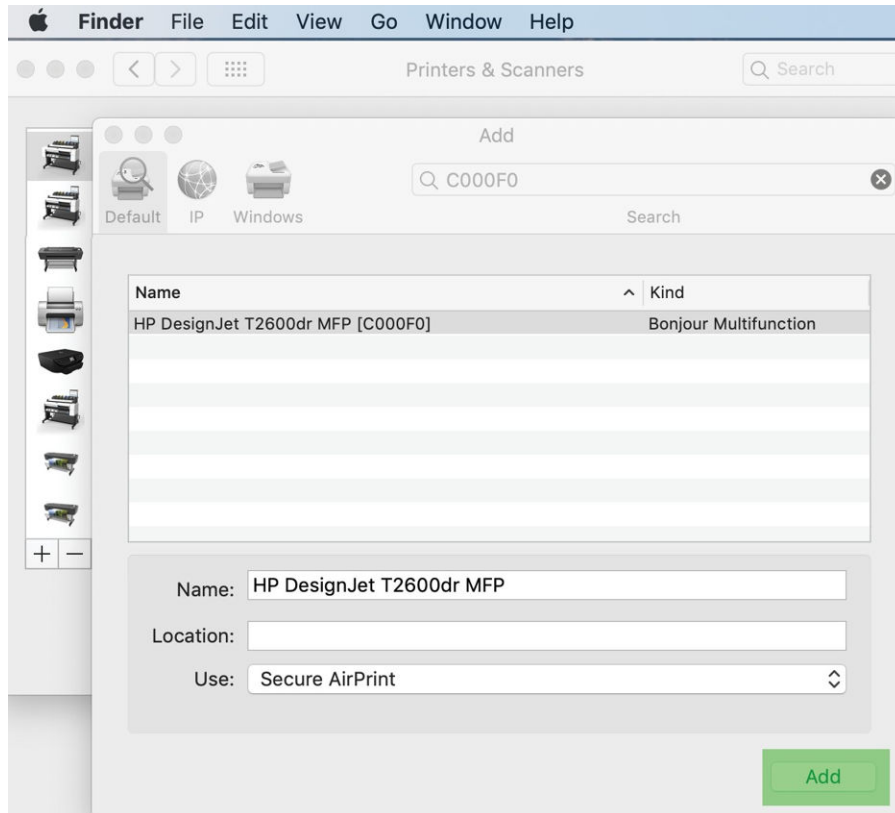 Finder File Edit View Go Window Help
Printers & Scanners
Search
Add
C000F0
Default IP Windows
Search
Name Kind
HP DesignJet T2600dr MFP [C000F0] Bonjour Multifunction
Name: HP DesignJet T2600dr MFP
Location:
Use: Secure AirPrint
Add